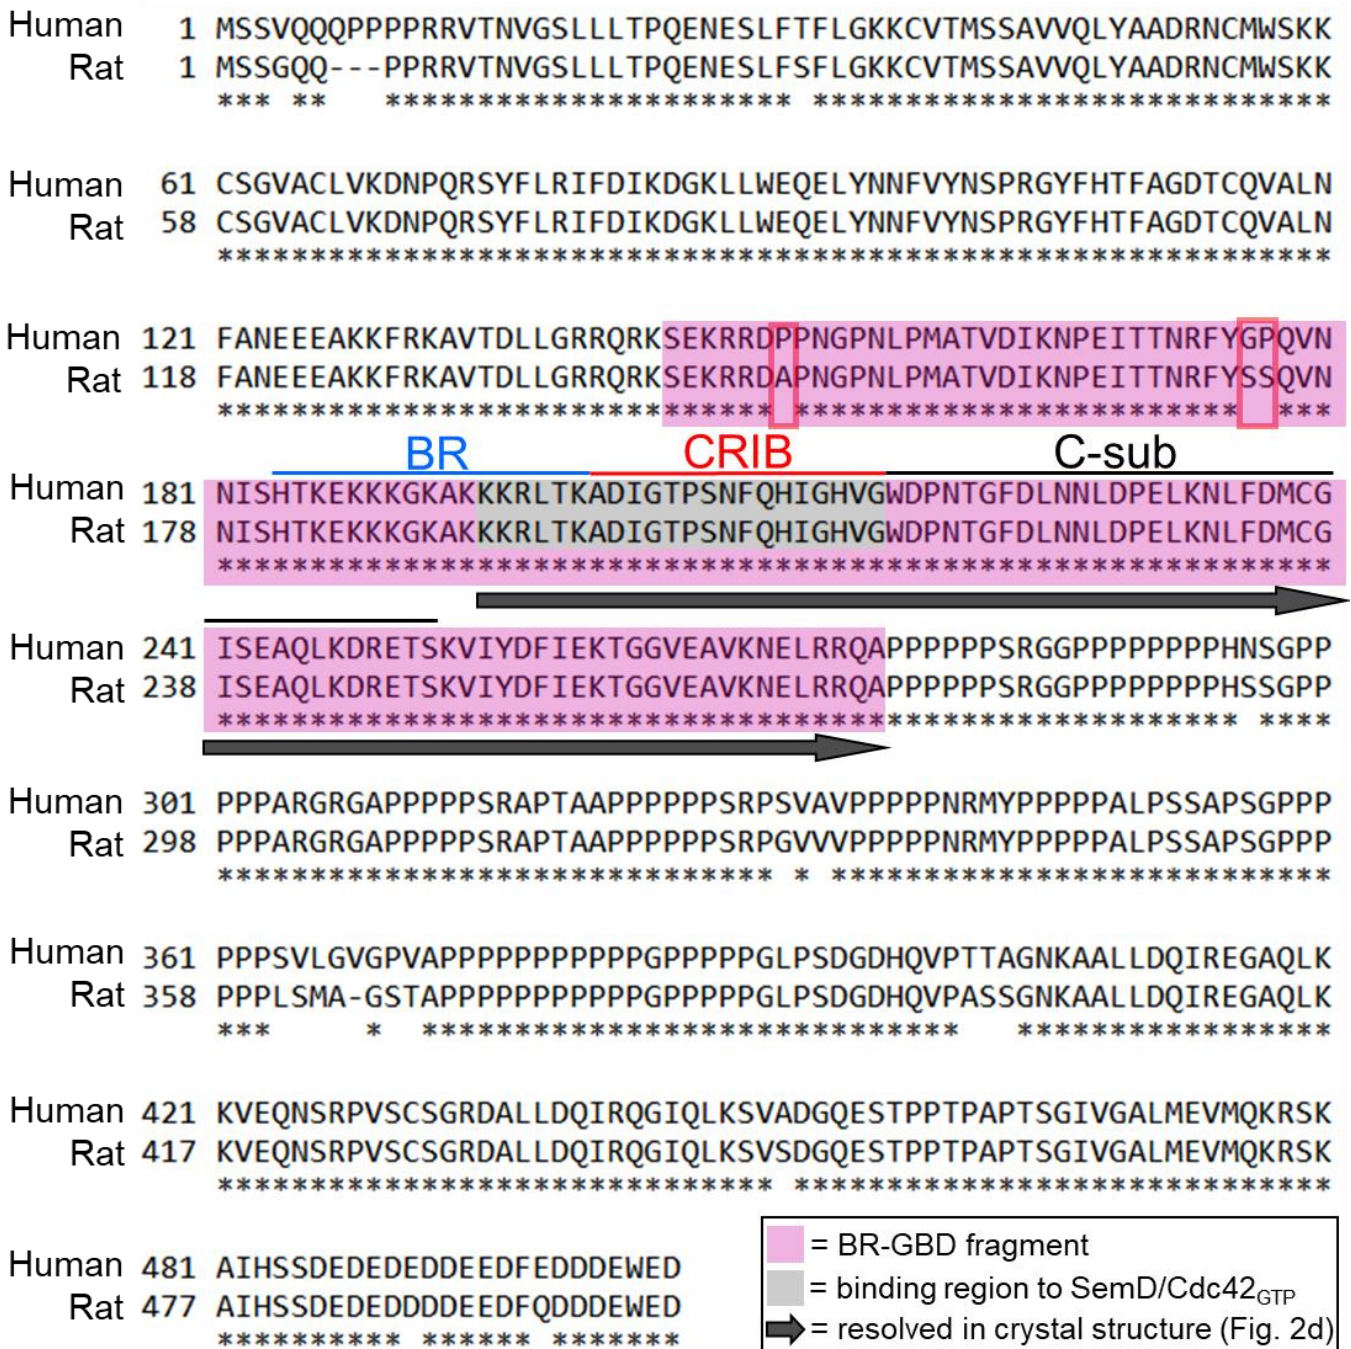 Human 1 MSSVQQQPPPPRRVTNVGSLLLTPQENESLFTFLGKKCVTMSSAVVQLYAADRNCMWSKK
Rat 1 MSSGQQ---PPRRVTNVGSLLLTPQENESLFSFLGKKCVTMSSAVVQLYAADRNCMWSKK
*** ** ********************** ****************************
Human 61 CSGVACLVKDNPQRSYFLRIFDIKDGKLLWEQELYNNFVYNSPRGYFHTFAGDTCQVALN
Rat 58 CSGVACLVKDNPQRSYFLRIFDIKDGKLLWEQELYNNFVYNSPRGYFHTFAGDTCQVALN
************************************************************
Human 121 FANEEEAKKFRKAVTDLLGRRQRKSEKRRDPPNGPNLPMATVDIKNPEITTNRFYGPQVN
Rat 118 FANEEEAKKFRKAVTDLLGRRQRKSEKRRDAPNGPNLPMATVDIKNPEITTNRFYSSQVN
****************************** ************************ ***
BR CRIB C-sub
Human 181 NISHTKEKKKGKAKKKRLTKADIGTPSNFQHIGHVGWDPNTGFDLNNLDPELKNLFDMCG
Rat 178 NISHTKEKKKGKAKKKRLTKADIGTPSNFQHIGHVGWDPNTGFDLNNLDPELKNLFDMCG
************************************************************
Human 241 ISEAQLKDRETSKVIYDFIEKTGGVEAVKNELRRQAPPPPPPSRGGPPPPPPPPHNSGPP
Rat 238 ISEAQLKDRETSKVIYDFIEKTGGVEAVKNELRRQAPPPPPPSRGGPPPPPPPPHSSGPP
******************************************************* ****
Human 301 PPPARGRGAPPPPPSRAPTAAPPPPPPSRPSVAVPPPPPNRMYPPPPPALPSSAPSGPPP
Rat 298 PPPARGRGAPPPPPSRAPTAAPPPPPPSRPGVVVPPPPPNRMYPPPPPALPSSAPSGPPP
****************************** * ***************************
Human 361 PPPSVLGVGPVAPPPPPPPPPPPGPPPPPGLPSDGDHQVPTTAGNKAALLDQIREGAQLK
Rat 358 PPPLSMA-GSTAPPPPPPPPPPPGPPPPPGLPSDGDHQVPASSGNKAALLDQIREGAQLK
*** * ***************************** *****************
Human 421 KVEQNSRPVSCSGRDALLDQIRQGIQLKSVADGQESTPPTPAPTSGIVGALMEVMQKRSK
Rat 417 KVEQNSRPVSCSGRDALLDQIRQGIQLKSVSDGQESTPPTPAPTSGIVGALMEVMQKRSK
****************************** *****************************
Human 481 AIHSSDEDEDEDDEEDFEDDDEWED
Rat 477 AIHSSDEDEDDDDEEDFQDDDEWED
********** ****** *******
= BR-GBD fragment
= binding region to SemD/Cdc42GTP
= resolved in crystal structure (Fig. 2d)